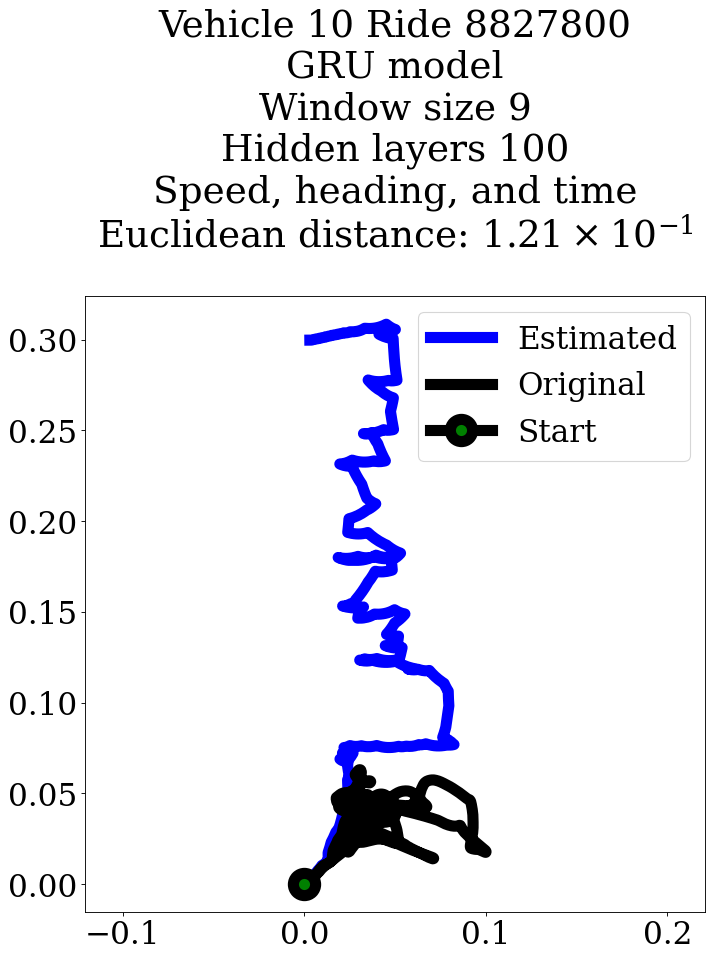 Vehicle 10 Ride 8827800
GRU model
Window size 9
Hidden layers 100
Speed, heading, and time
Euclidean distance: 1.21 × 10⁻¹
Estimated
Original
Start
0.30
0.25
0.20
0.15
0.10
0.05
0.00
−0.1
0.0
0.1
0.2